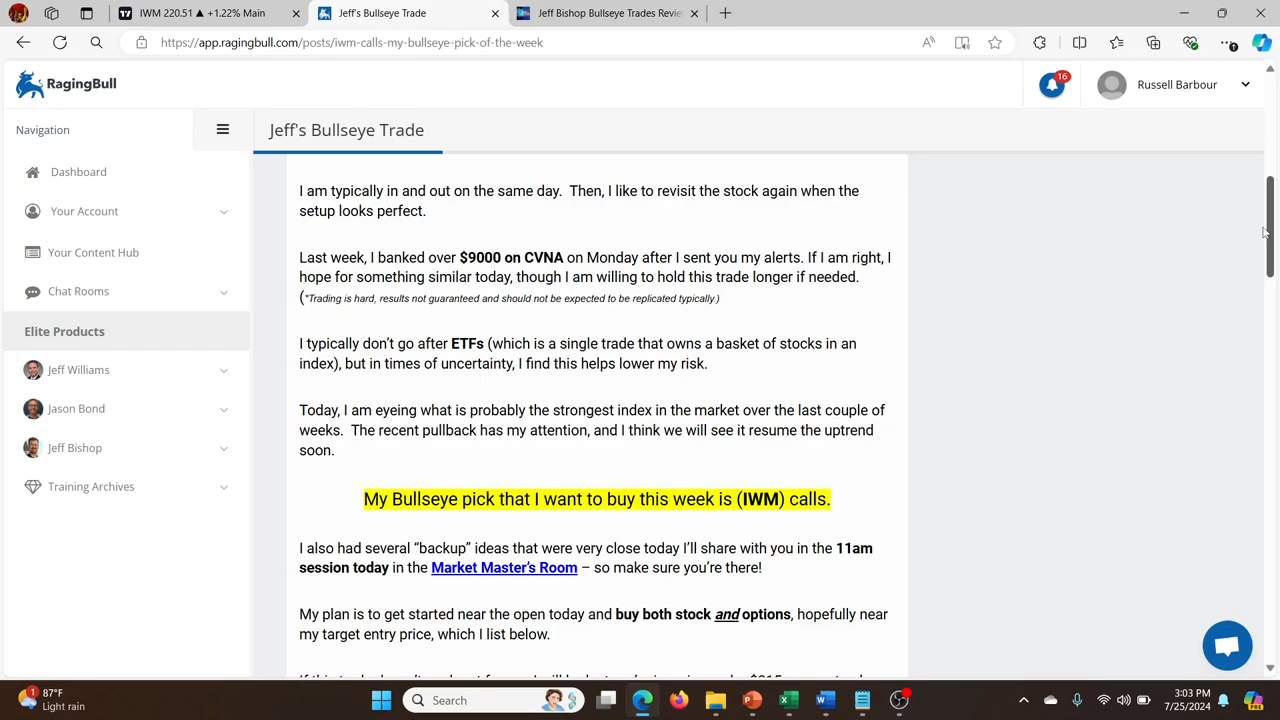 IWM 220.51 ▲ +1.22% Main
Jeff's Bullseye Trade
Jeff Bishop Bullseye Trades Revie
https://app.ragingbull.com/posts/iwm-calls-my-bullseye-pick-of-the-week
RagingBull
16
Russell Barbour
Navigation
Jeff's Bullseye Trade
Dashboard
Your Account
Your Content Hub
Chat Rooms
Elite Products
Jeff Williams
Jason Bond
Jeff Bishop
Training Archives
I am typically in and out on the same day. Then, I like to revisit the stock again when the
setup looks perfect.
Last week, I banked over $9000 on CVNA on Monday after I sent you my alerts. If I am right, I
hope for something similar today, though I am willing to hold this trade longer if needed.
(*Trading is hard, results not guaranteed and should not be expected to be replicated typically.)
I typically don't go after ETFs (which is a single trade that owns a basket of stocks in an
index), but in times of uncertainty, I find this helps lower my risk.
Today, I am eyeing what is probably the strongest index in the market over the last couple of
weeks. The recent pullback has my attention, and I think we will see it resume the uptrend
soon.
My Bullseye pick that I want to buy this week is (IWM) calls.
I also had several “backup” ideas that were very close today I’ll share with you in the 11am
session today in the Market Master’s Room – so make sure you’re there!
My plan is to get started near the open today and buy both stock and options, hopefully near
my target entry price, which I list below.
1
87°F
Light rain
Search
3:03 PM
7/25/2024